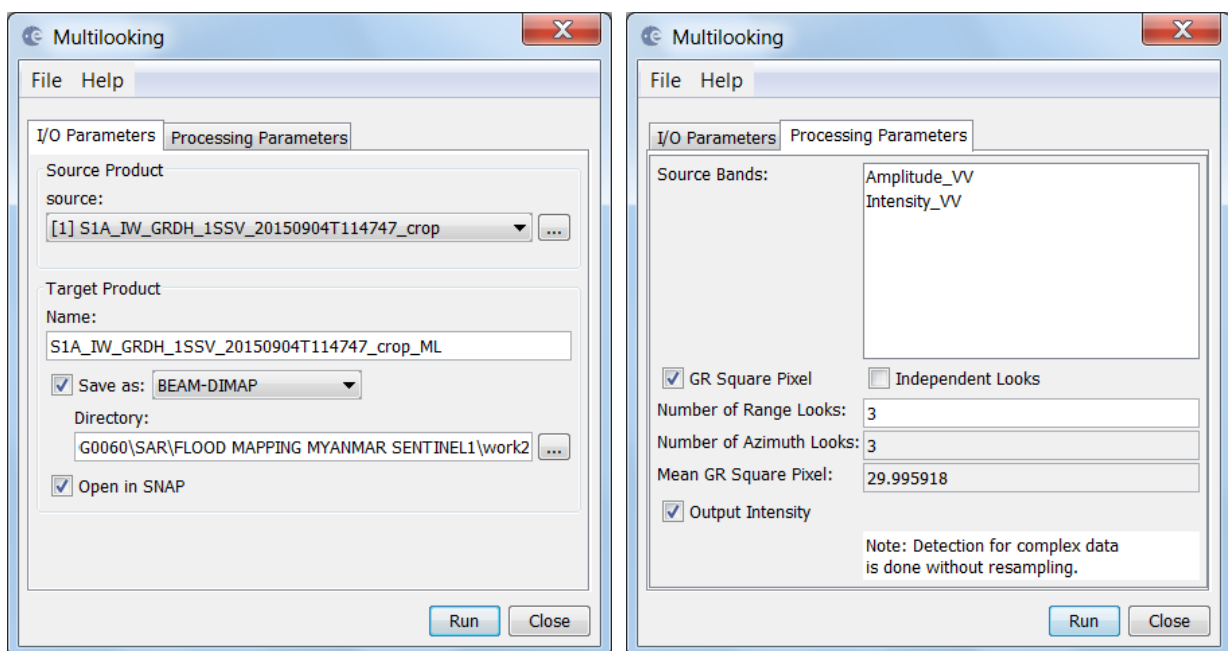 Multilooking
File Help
I/O Parameters Processing Parameters
Source Product
source:
[1] S1A_IW_GRDH_1SSV_20150904T114747_crop ...
Target Product
Name:
S1A_IW_GRDH_1SSV_20150904T114747_crop_ML
Save as: BEAM-DIMAP
Directory:
G0060\SAR\FLOOD MAPPING MYANMAR SENTINEL1\work2 ...
Open in SNAP
Run Close
Multilooking
File Help
I/O Parameters Processing Parameters
Source Bands: Amplitude_VV
Intensity_VV
GR Square Pixel Independent Looks
Number of Range Looks: 3
Number of Azimuth Looks: 3
Mean GR Square Pixel: 29.995918
Output Intensity
Note: Detection for complex data
is done without resampling.
Run Close